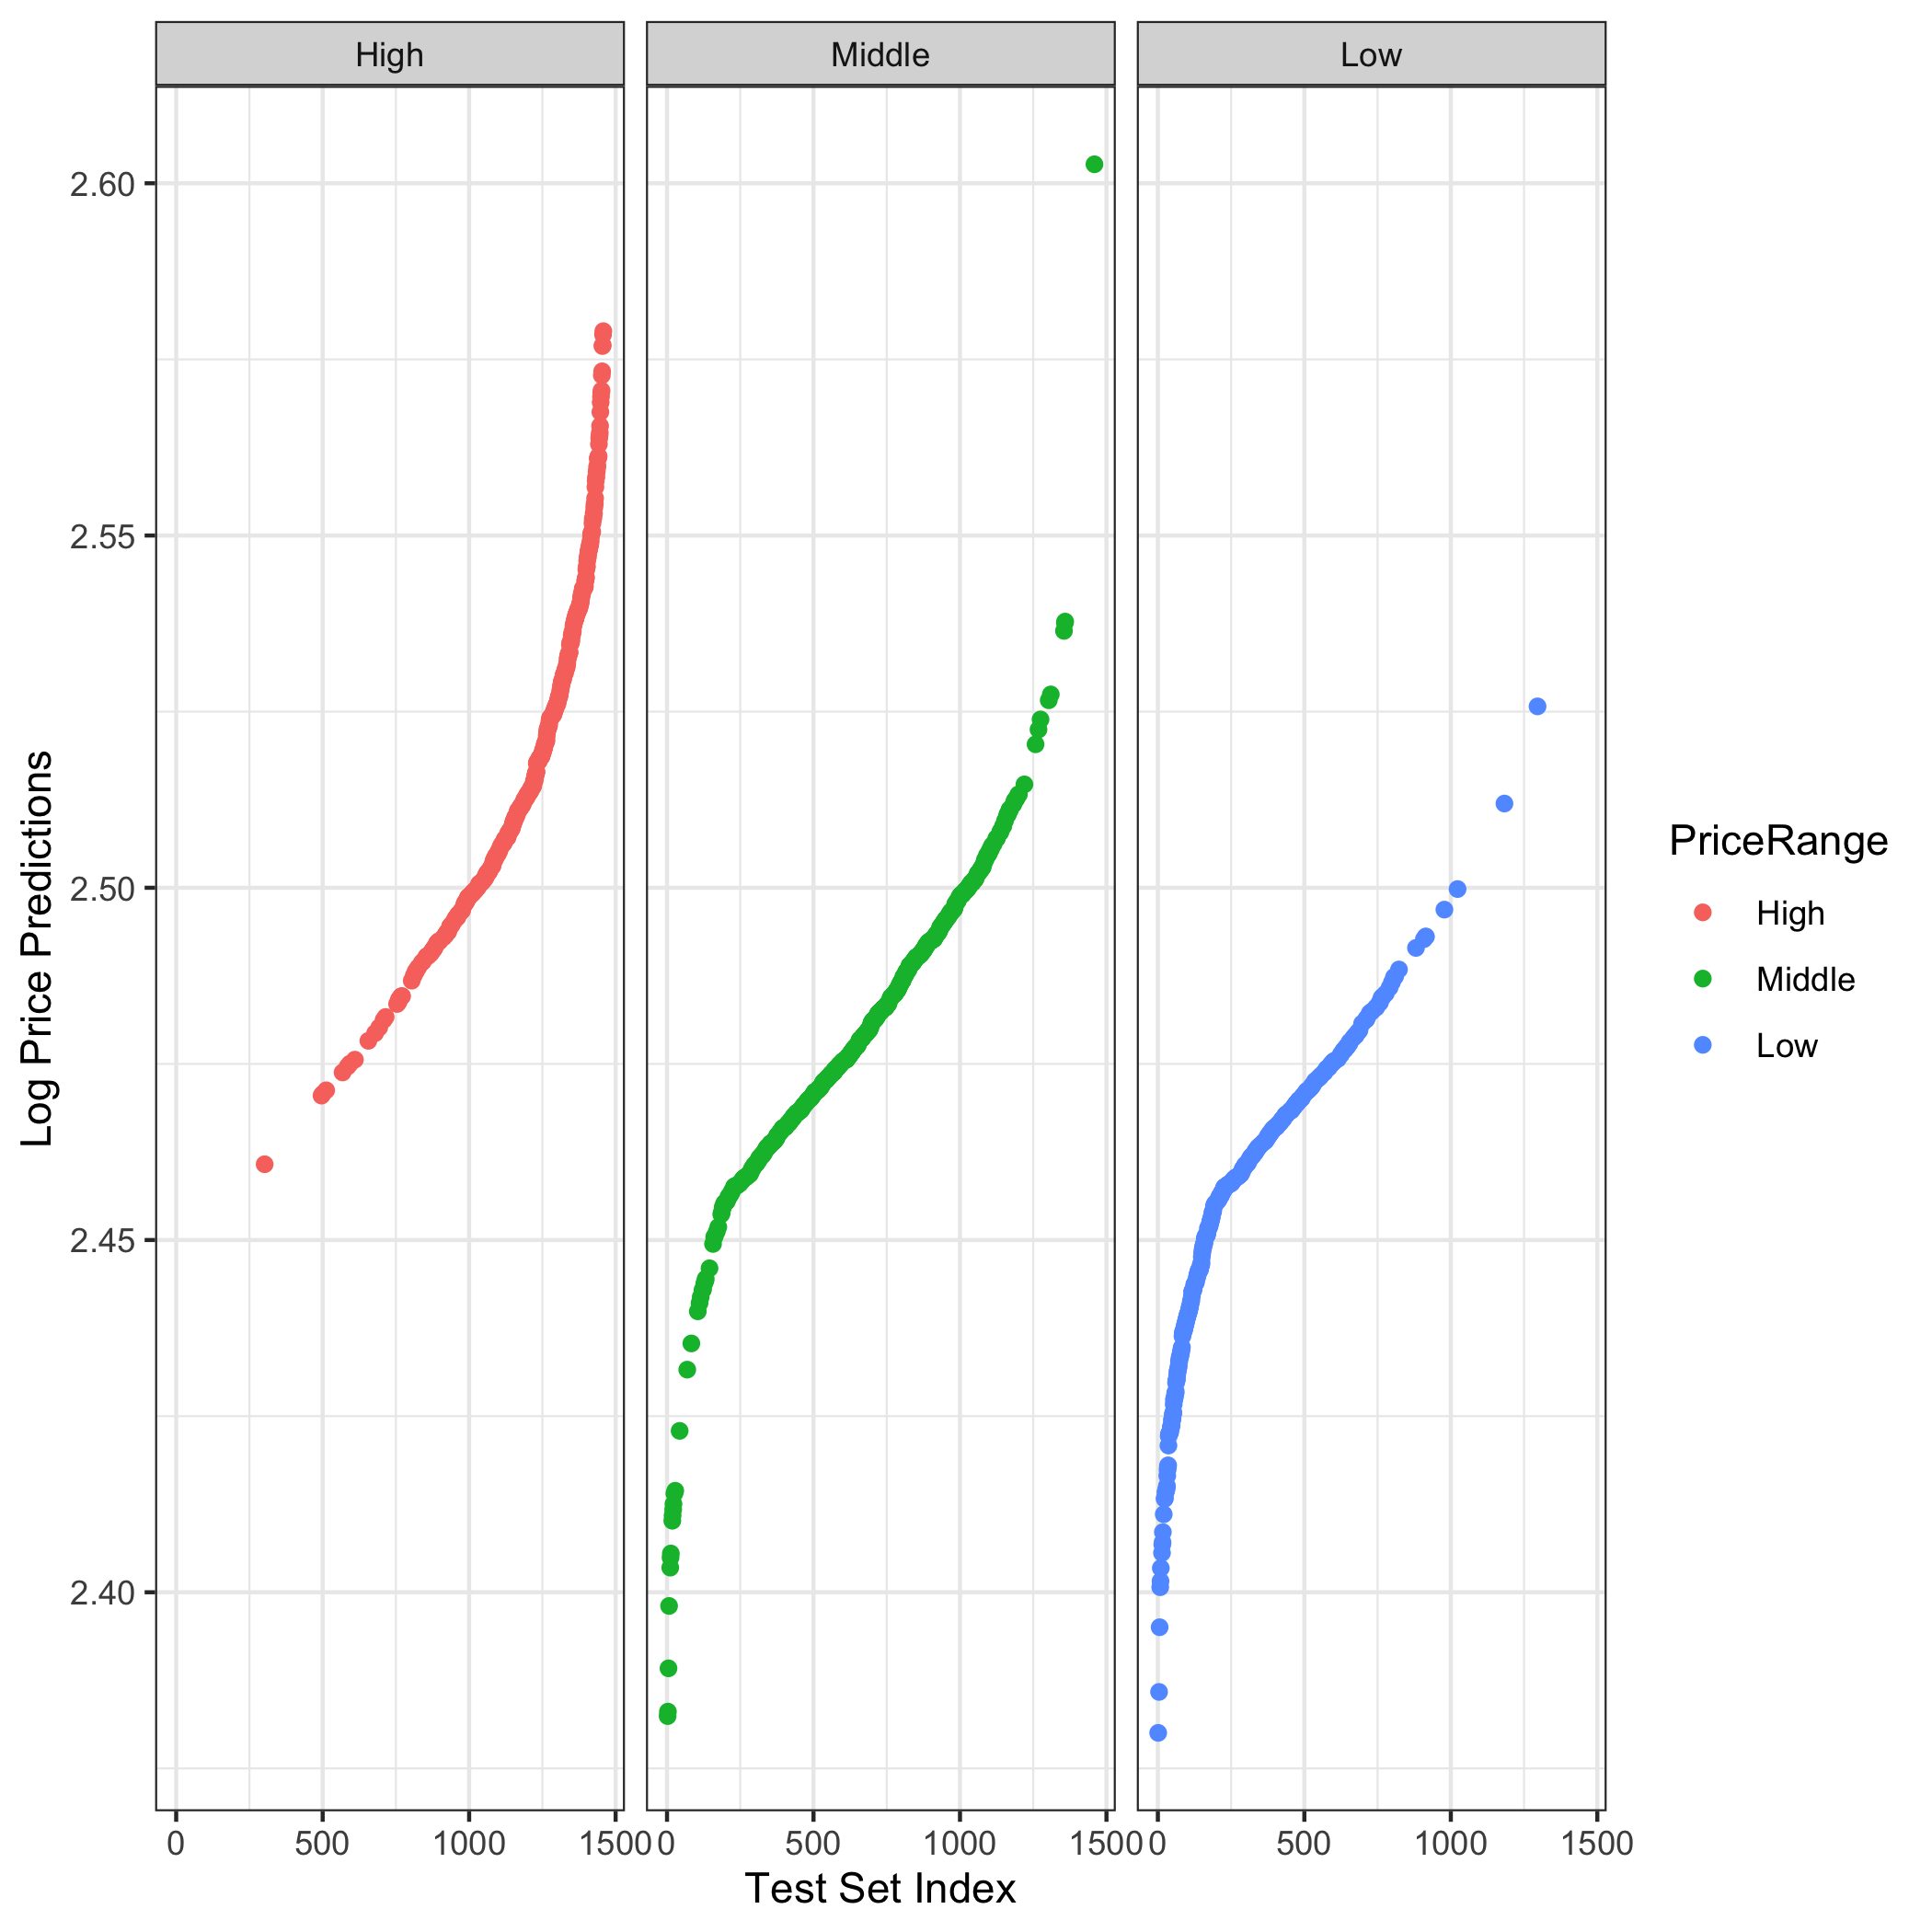 High Middle Low
2.60
2.55
2.50
2.45
2.40
Log Price Predictions
0 500 1000 1500 0 500 1000 1500 0 500 1000 1500
Test Set Index
PriceRange
High
Middle
Low